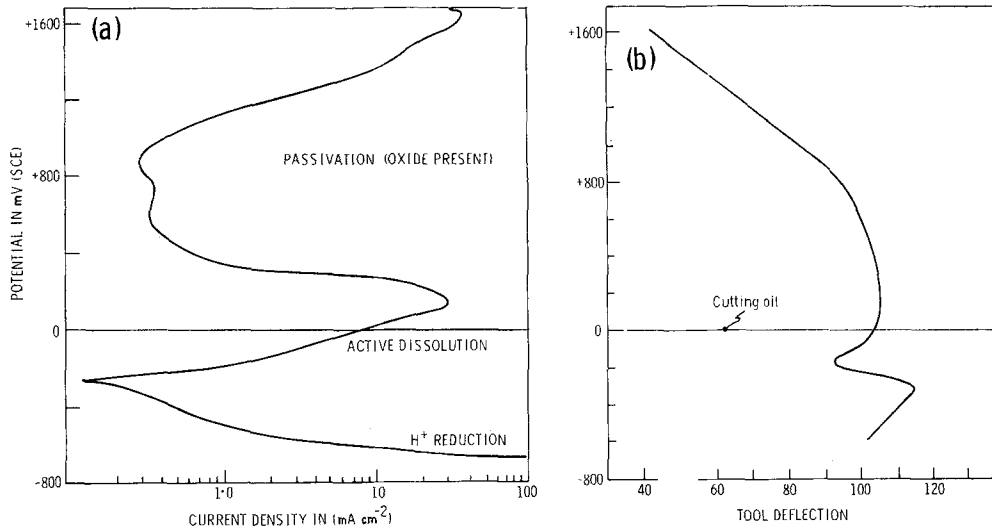 (a)
+1600
+800
0
-800
POTENTIAL IN mV (SCE)
PASSIVATION (OXIDE PRESENT)
ACTIVE DISSOLUTION
H⁺ REDUCTION
1·0
10
100
CURRENT DENSITY IN (mA cm⁻²)
(b)
+1600
+800
0
-800
Cutting oil
40
60
80
100
120
TOOL DEFLECTION